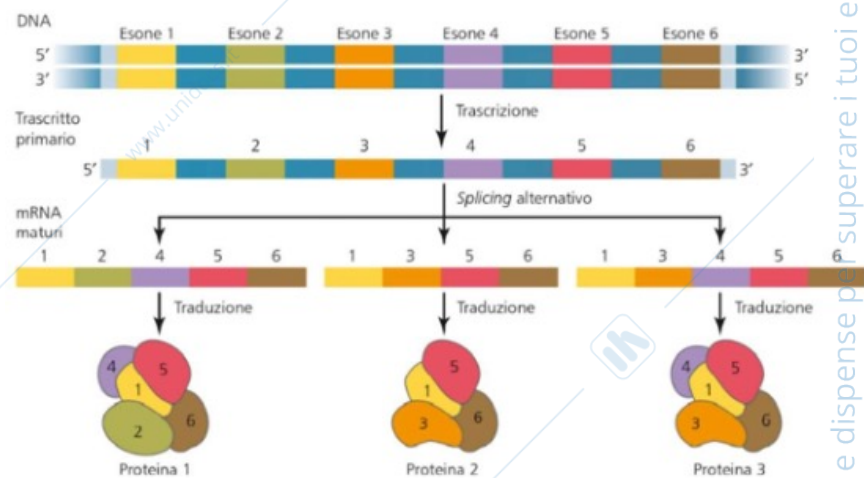 DNA
Esone 1 Esone 2 Esone 3 Esone 4 Esone 5 Esone 6
5′ 3′
3′ 5′
Trascrizione
Trascritto
primario
1 2 3 4 5 6
5′ 3′
Splicing alternativo
mRNA
maturi
1 2 4 5 6 1 3 5 6 1 3 4 5 6
Traduzione Traduzione Traduzione
4 5 1 2 6
5 1 3 6
4 5 1 3 6
Proteina 1 Proteina 2 Proteina 3
e dispense per superare i tuoi e